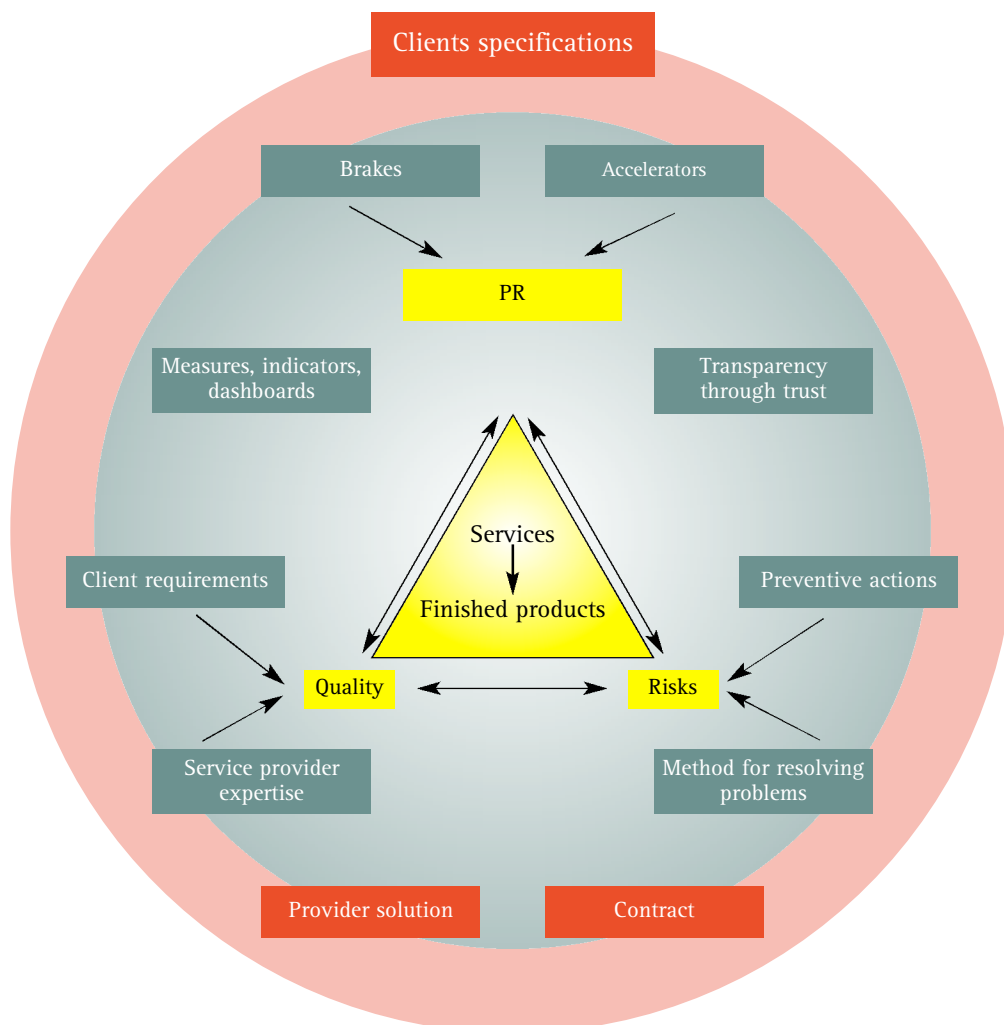 Clients specifications
Brakes
Accelerators
PR
Measures, indicators,
dashboards
Transparency
through trust
Services
Finished products
Client requirements
Preventive actions
Quality
Risks
Service provider
expertise
Method for resolving
problems
Provider solution
Contract